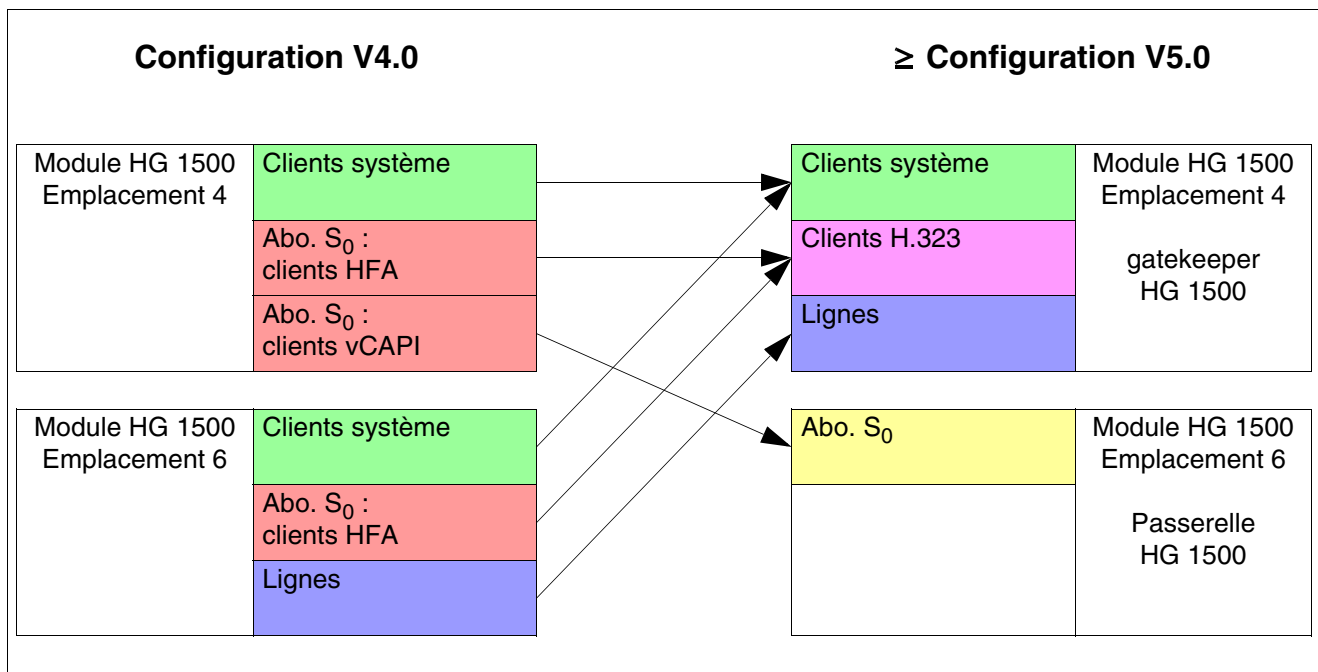 Configuration V4.0
≥ Configuration V5.0
Module HG 1500
Emplacement 4
Clients système
Abo. S0 :
clients HFA
Abo. S0 :
clients vCAPI
Module HG 1500
Emplacement 6
Clients système
Abo. S0 :
clients HFA
Lignes
Clients système
Clients H.323
Lignes
Module HG 1500
Emplacement 4
gatekeeper
HG 1500
Abo. S0
Module HG 1500
Emplacement 6
Passerelle
HG 1500